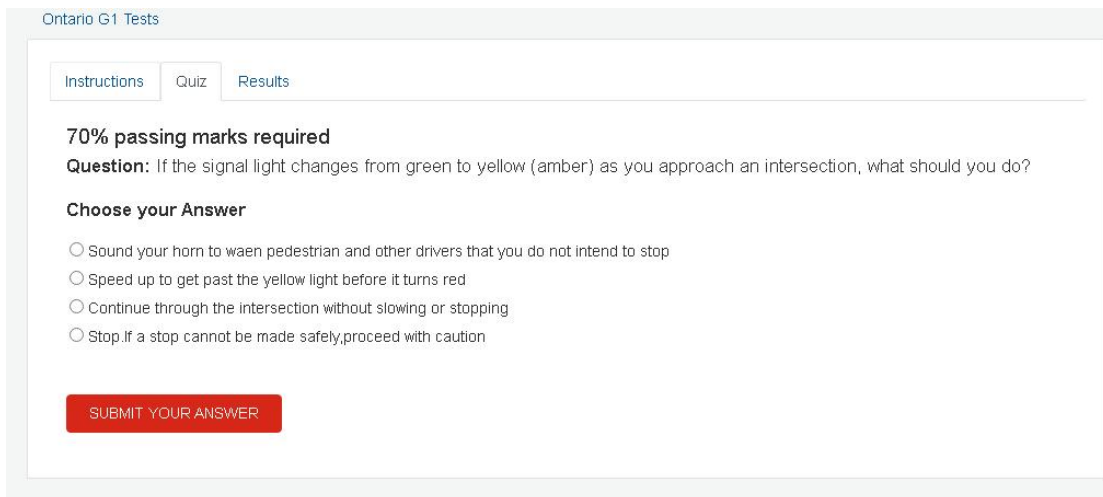 Ontario G1 Tests
Instructions Quiz Results
70% passing marks required
Question: If the signal light changes from green to yellow (amber) as you approach an intersection, what should you do?
Choose your Answer
Sound your horn to waen pedestrian and other drivers that you do not intend to stop
Speed up to get past the yellow light before it turns red
Continue through the intersection without slowing or stopping
Stop.If a stop cannot be made safely,proceed with caution
SUBMIT YOUR ANSWER